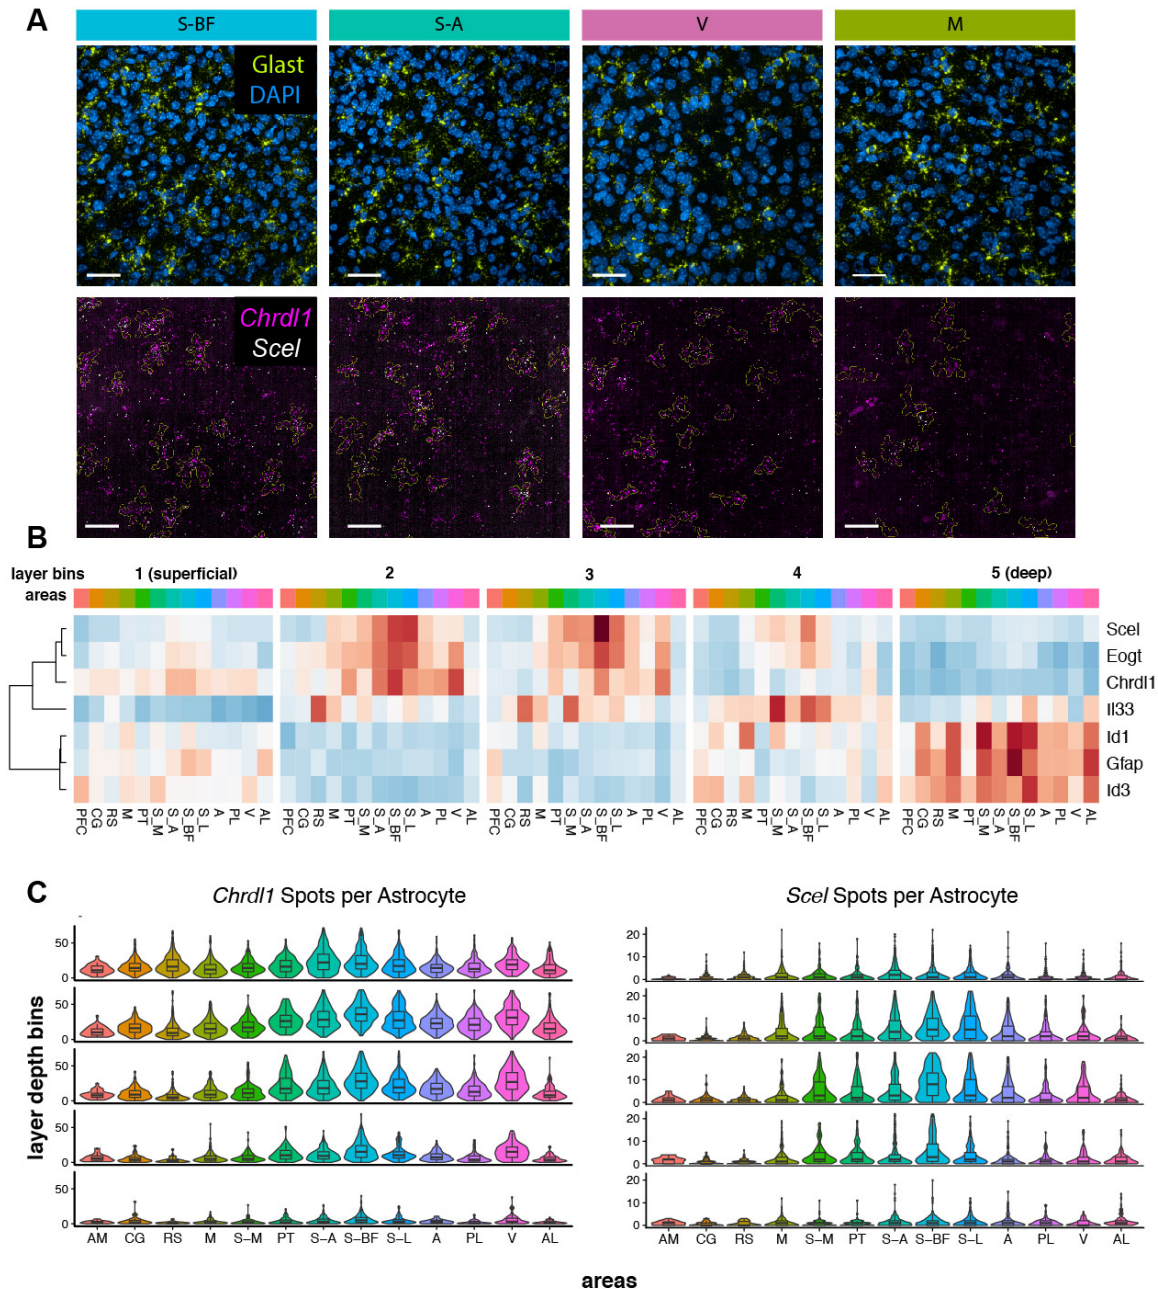 A
S-BF S-A V M
Glast
DAPI
Chrdl1
Scel
B
layer bins 1 (superficial) 2 3 4 5 (deep)
areas
Scel
Eogt
Chrdl1
Il33
Id1
Gfap
Id3
PFC CG RS M PT S_M S_A S_BF S_L A PL V AL PFC CG RS M PT S_M S_A S_BF S_L A PL V AL PFC CG RS M PT S_M S_A S_BF S_L A PL V AL PFC CG RS M PT S_M S_A S_BF S_L A PL V AL PFC CG RS M PT S_M S_A S_BF S_L A PL V AL
C
Chrdl1 Spots per Astrocyte Scel Spots per Astrocyte
layer depth bins
50
0
50
0
50
0
50
0
50
0
20
10
0
20
10
0
20
10
0
20
10
0
20
10
0
AM CG RS M S-M PT S-A S-BF S-L A PL V AL AM CG RS M S-M PT S-A S-BF S-L A PL V AL
areas